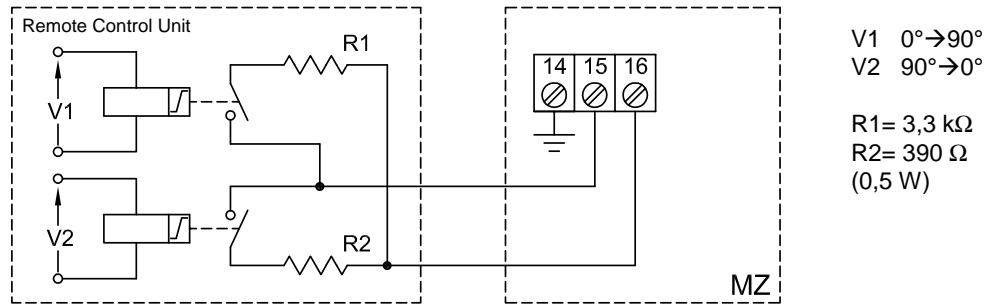 Remote Control Unit
R1
V1
V2
R2
14 15 16
MZ
V1 0°→90°
V2 90°→0°
R1= 3,3 kΩ
R2= 390 Ω
(0,5 W)